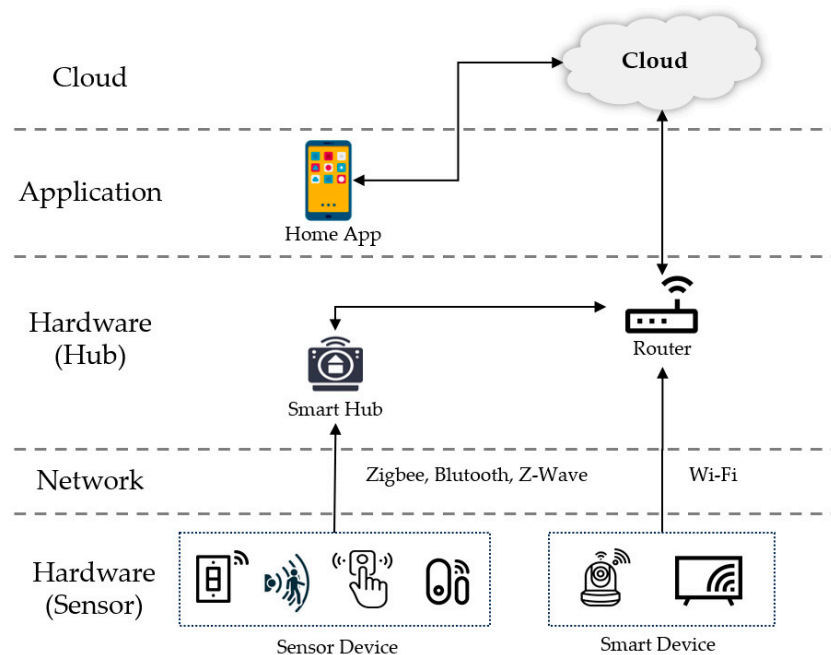 Cloud
Cloud
Application
Home App
Hardware
(Hub)
Router
Smart Hub
Network
Zigbee, Blutooth, Z-Wave
Wi-Fi
Hardware
(Sensor)
Sensor Device
Smart Device